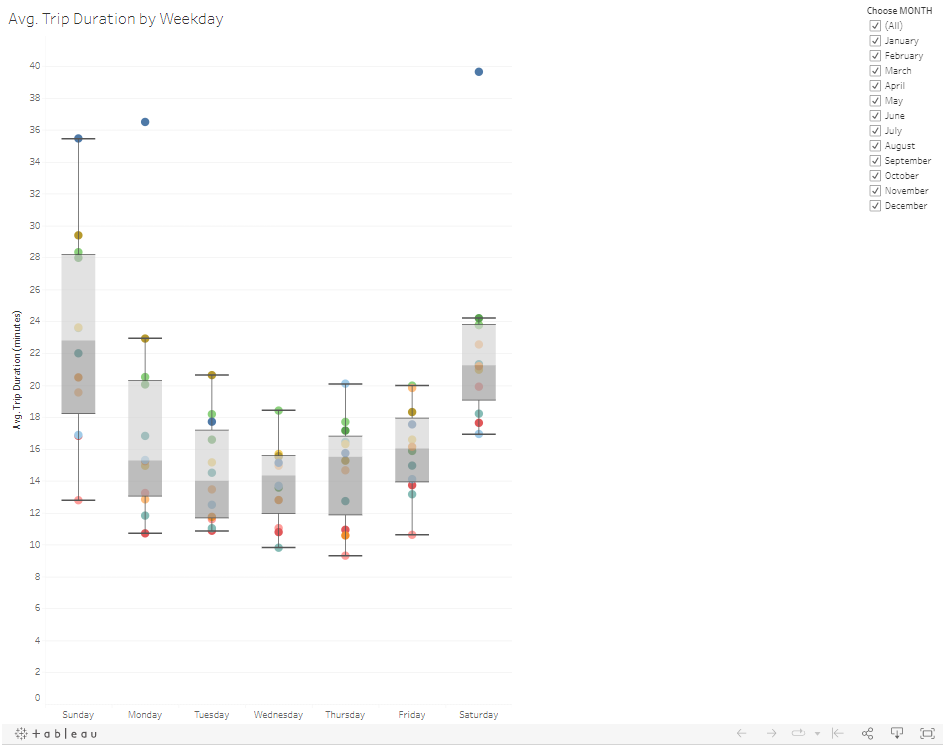 Avg. Trip Duration by Weekday
Choose MONTH
(All)
January
February
March
April
May
June
July
August
September
October
November
December
Avg. Trip Duration (minutes)
40
38
36
34
32
30
28
26
24
22
20
18
16
14
12
10
8
6
4
2
0
Sunday Monday Tuesday Wednesday Thursday Friday Saturday
+ a b l e a u